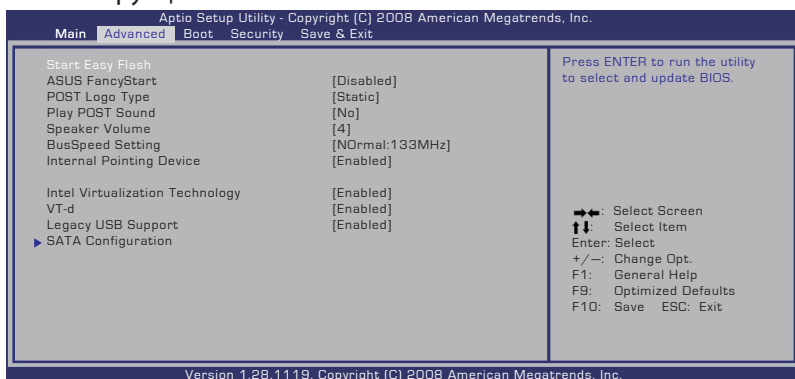 Aptio Setup Utility - Copyright (C) 2008 American Megatrends, Inc.
Main Advanced Boot Security Save & Exit
Start Easy Flash
ASUS FancyStart [Disabled]
POST Logo Type [Static]
Play POST Sound [No]
Speaker Volume [4]
BusSpeed Setting [NOrmal:133MHz]
Internal Pointing Device [Enabled]
Intel Virtualization Technology [Enabled]
VT-d [Enabled]
Legacy USB Support [Enabled]
SATA Configuration
Press ENTER to run the utility
to select and update BIOS.
→←: Select Screen
↑↓: Select Item
Enter: Select
+/—: Change Opt.
F1: General Help
F9: Optimized Defaults
F10: Save ESC: Exit
Version 1.28.1119. Copyright (C) 2008 American Megatrends, Inc.